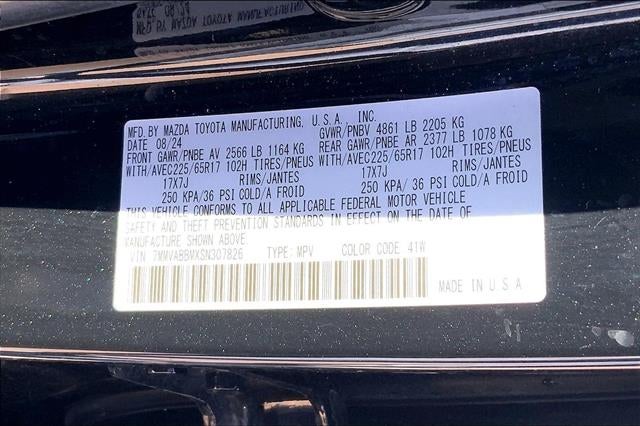 MFD. BY MAZDA TOYOTA MANUFACTURING, U.S.A. INC.
DATE 08/24 GVWR/PNBV 4861 LB 2205 KG
FRONT GAWR/PNBE AV 2566 LB 1164 KG REAR GAWR/PNBE AR 2377 LB 1078 KG
WITH/AVEC225/65R17 102H TIRES/PNEUS WITH/AVEC225/65R17 102H TIRES/PNEUS
17X7J RIMS/JANTES 17X7J RIMS/JANTES
250 KPA/36 PSI COLD/A FROID 250 KPA/36 PSI COLD/A FROID
THIS VEHICLE CONFORMS TO ALL APPLICABLE FEDERAL MOTOR VEHICLE
SAFETY AND THEFT PREVENTION STANDARDS IN EFFECT ON THE DATE OF
MANUFACTURE SHOWN ABOVE.
VIN 7MMVABBMXSN307826 TYPE: MPV COLOR CODE 41W
MADE IN U.S.A